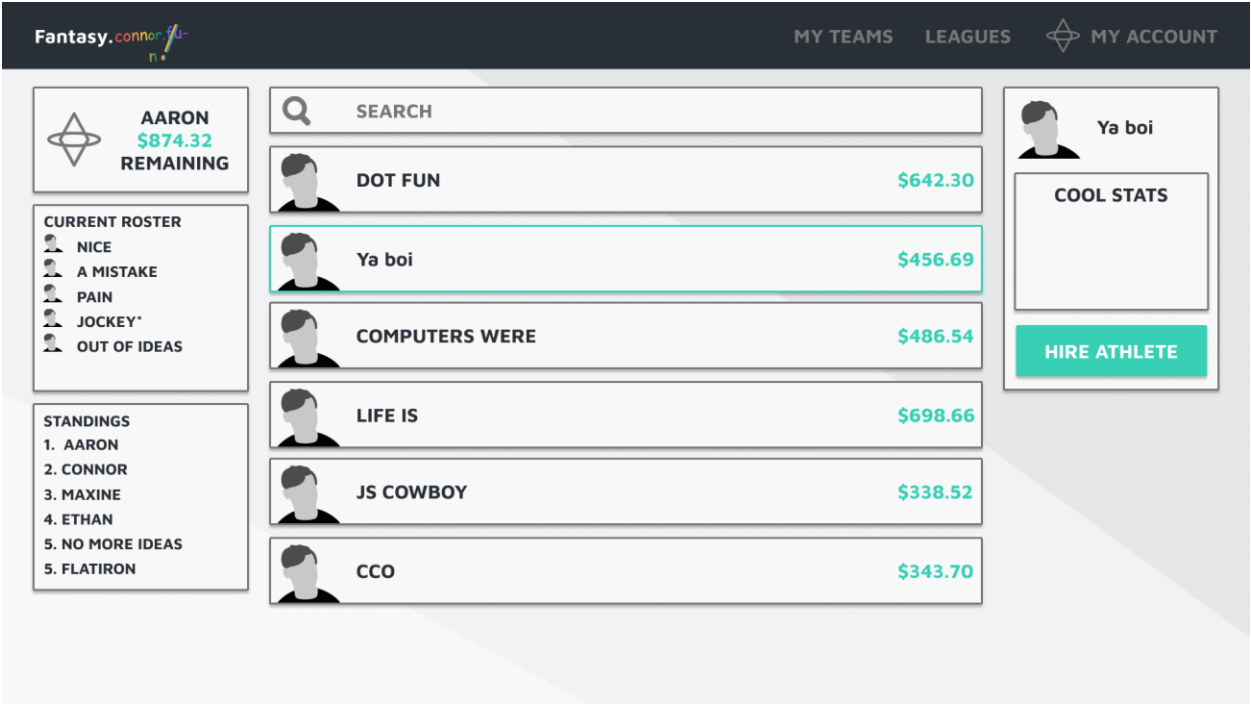 Fantasy.connor.fu-
n!
MY TEAMS
LEAGUES
MY ACCOUNT
AARON
$874.32
REMAINING
CURRENT ROSTER
NICE
A MISTAKE
PAIN
JOCKEY*
OUT OF IDEAS
STANDINGS
1. AARON
2. CONNOR
3. MAXINE
4. ETHAN
5. NO MORE IDEAS
5. FLATIRON
SEARCH
DOT FUN $642.30
Ya boi $456.69
COMPUTERS WERE $486.54
LIFE IS $698.66
JS COWBOY $338.52
CCO $343.70
Ya boi
COOL STATS
HIRE ATHLETE